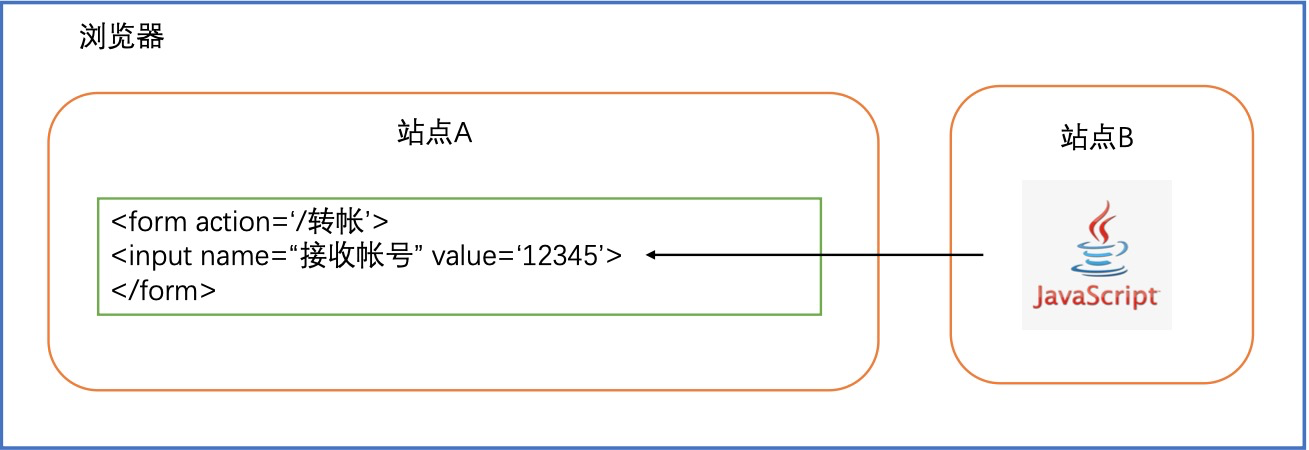 浏览器
站点A
<form action=‘/转帐’>
<input name=“接收帐号” value=‘12345’>
</form>
站点B
JavaScript